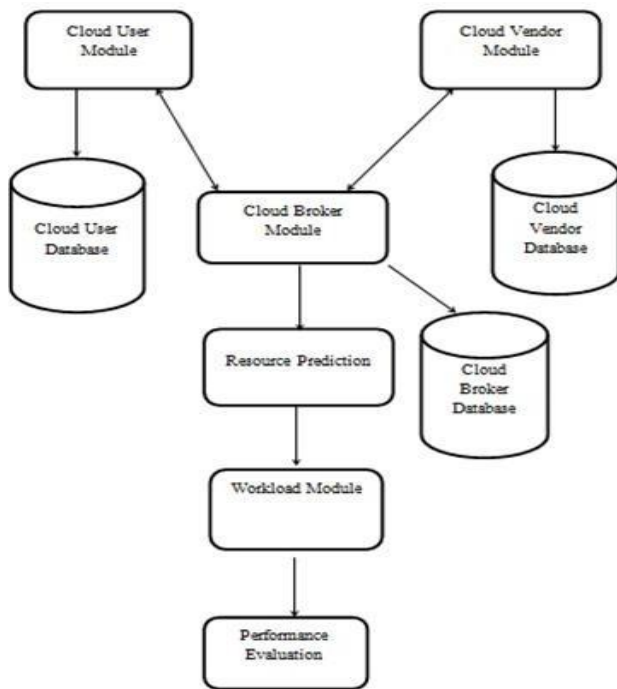 Cloud User
Module
Cloud Vendor
Module
Cloud User
Database
Cloud Broker
Module
Cloud
Vendor
Database
Resource Prediction
Cloud
Broker
Database
Workload Module
Performance
Evaluation